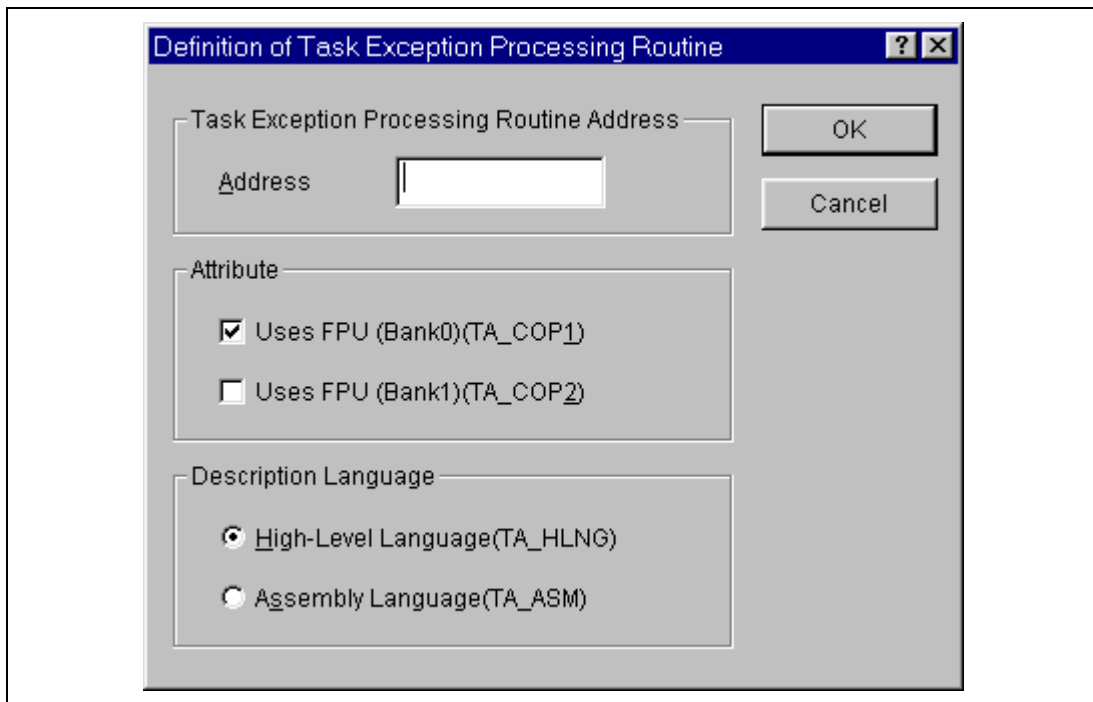 Definition of Task Exception Processing Routine
Task Exception Processing Routine Address
Address
OK
Cancel
Attribute
Uses FPU (Bank0)(TA_COP1)
Uses FPU (Bank1)(TA_COP2)
Description Language
High-Level Language(TA_HLNG)
Assembly Language(TA_ASM)